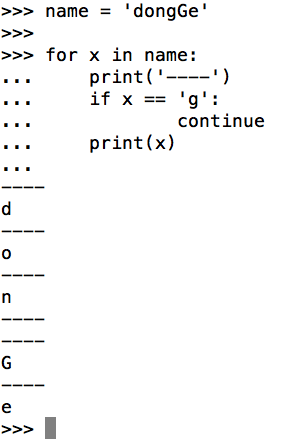 >>> name = 'dongGe'
>>>
>>> for x in name:
...     print('----')
...     if x == 'g':
...             continue
...     print(x)
...
----
d
----
o
----
n
----
----
G
----
e
>>>